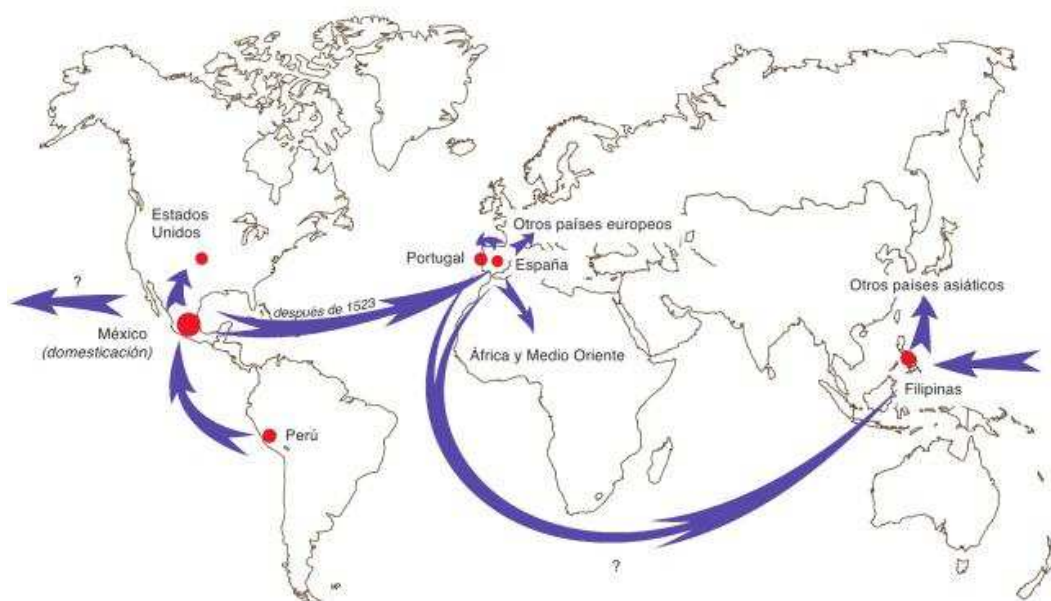 Estados
Unidos
Otros países europeos
Portugal
España
?
después de 1523
México
(domesticación)
África y Medio Oriente
Otros países asiáticos
Filipinas
Perú
?